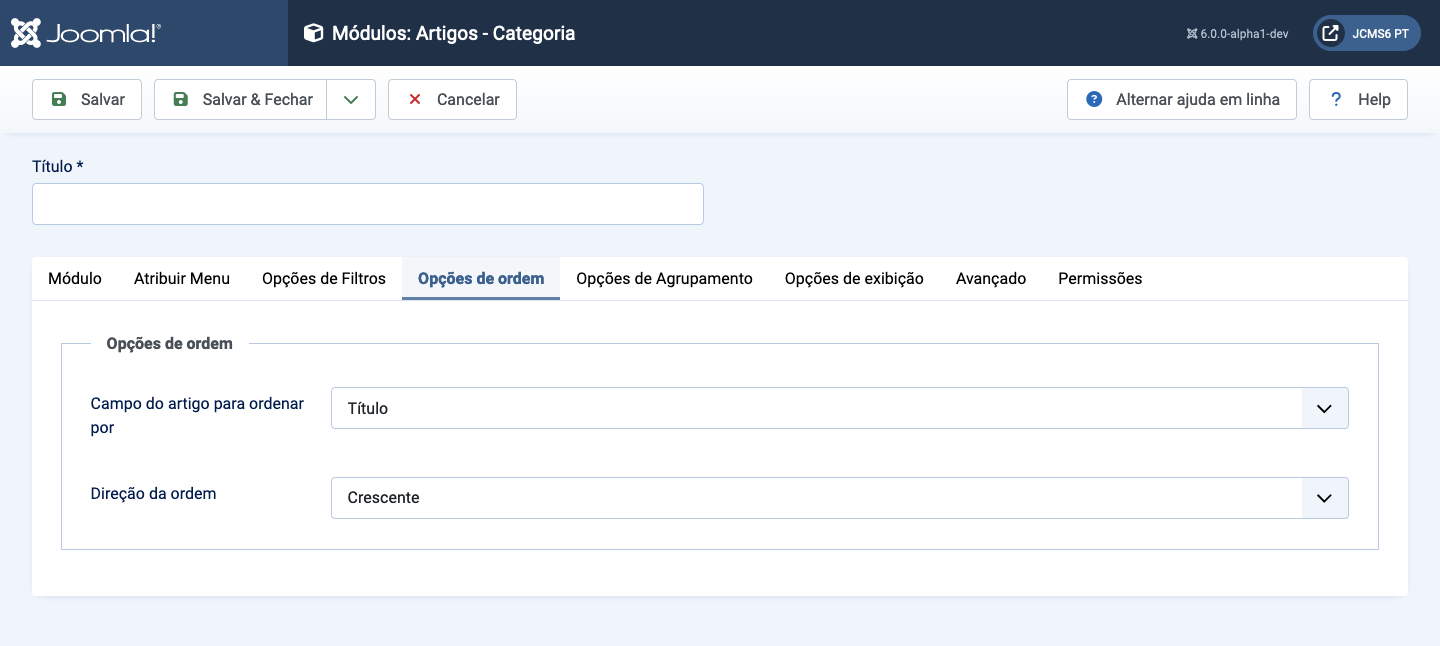 Joomla!®
Módulos: Artigos - Categoria
6.0.0-alpha1-dev
JCMS6 PT
Salvar
Salvar & Fechar
Cancelar
Alternar ajuda em linha
Help
Título *
Módulo
Atribuir Menu
Opções de Filtros
Opções de ordem
Opções de Agrupamento
Opções de exibição
Avançado
Permissões
Opções de ordem
Campo do artigo para ordenar
por
Título
Direção da ordem
Crescente